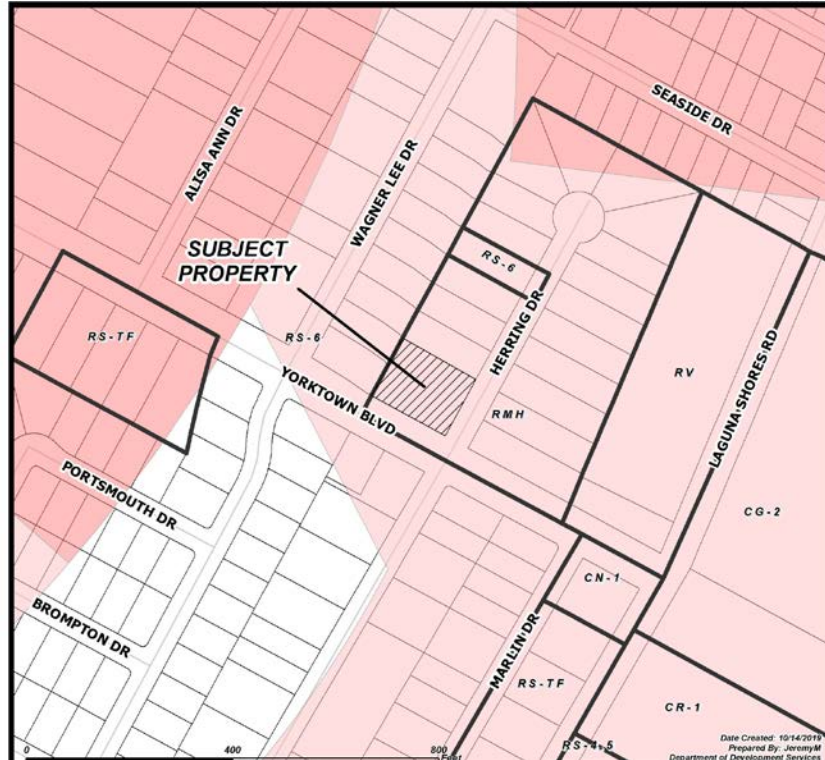 SEASIDE DR
ALISA ANN DR
WAGNER LEE DR
SUBJECT
PROPERTY
RS-6
HERRING DR
RS-TF
RS-6
RV
LAGUNA SHORES RD
YORKTOWN BLVD
RMH
PORTSMOUTH DR
CG-2
CN-1
BROMPTON DR
MARLIN DR
RS-TF
CR-1
RS-4.5
Date Created: 10/14/2019
Prepared By: JeremyM
Department of Development Services
0 400 800
Feet